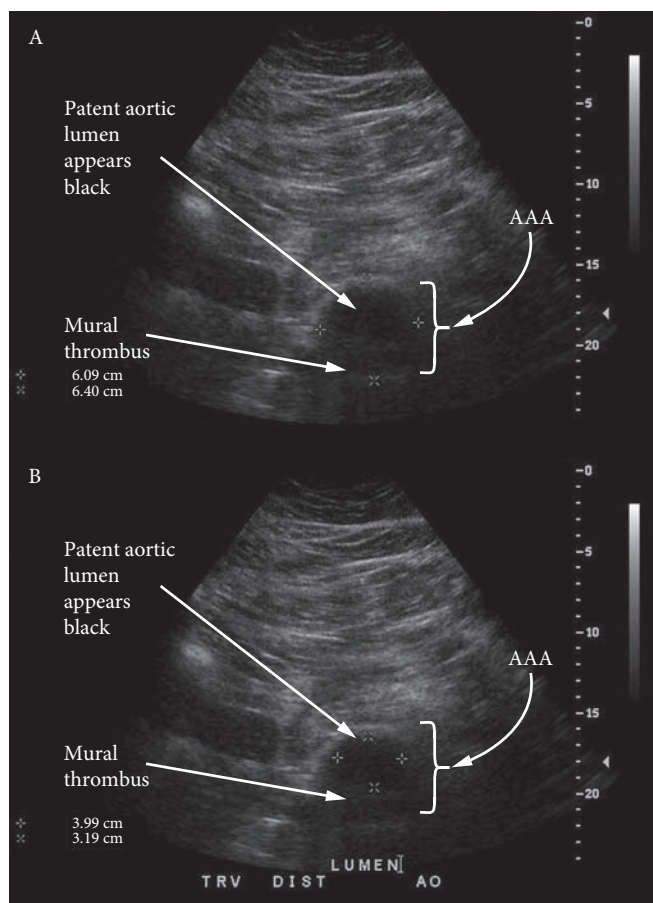 A
Patent aortic
lumen
appears
black
AAA
Mural
thrombus
6.09 cm
6.40 cm
0
5
10
15
20
B
Patent aortic
lumen
appears
black
AAA
Mural
thrombus
3.99 cm
3.19 cm
0
5
10
15
20
LUMEN
TRV DIST AO